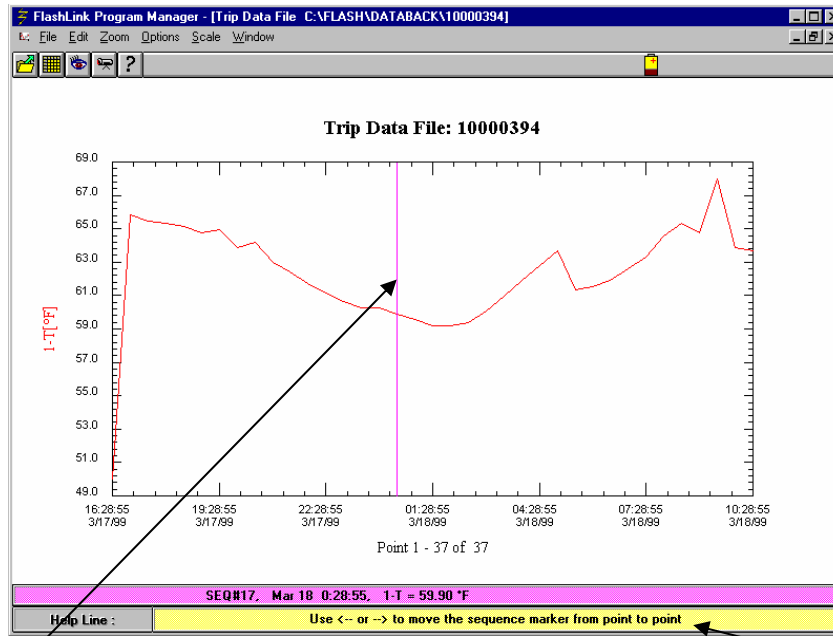 FlashLink Program Manager - [Trip Data File C:\FLASH\DATABACK\10000394]
File Edit Zoom Options Scale Window
?
Trip Data File: 10000394
69.0
67.0
65.0
63.0
61.0
59.0
57.0
55.0
53.0
51.0
49.0
1-T[°F]
16:28:55 19:28:55 22:28:55 01:28:55 04:28:55 07:28:55 10:28:55
3/17/99 3/17/99 3/17/99 3/18/99 3/18/99 3/18/99 3/18/99
Point 1 - 37 of 37
SEQ#17, Mar 18 0:28:55, 1-T = 59.90 °F
Help Line : Use <-- or --> to move the sequence marker from point to point